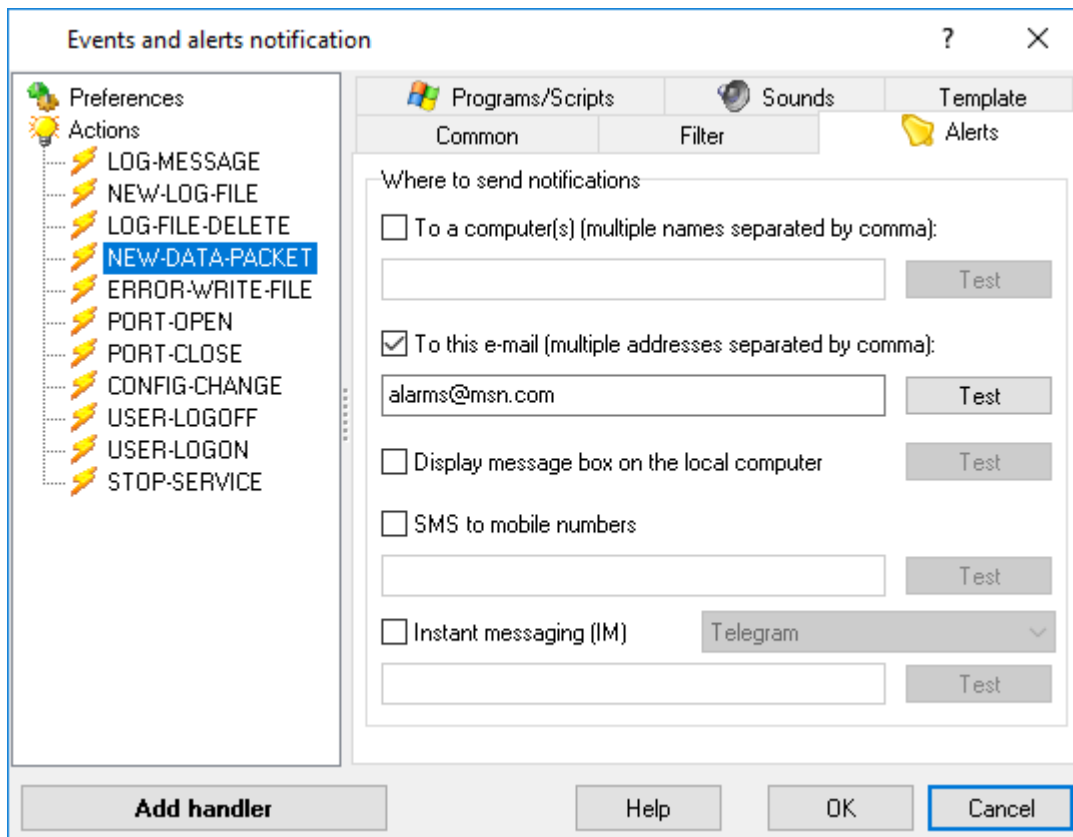 Events and alerts notification
?
Preferences
Actions
LOG-MESSAGE
NEW-LOG-FILE
LOG-FILE-DELETE
NEW-DATA-PACKET
ERROR-WRITE-FILE
PORT-OPEN
PORT-CLOSE
CONFIG-CHANGE
USER-LOGOFF
USER-LOGON
STOP-SERVICE
Programs/Scripts Sounds Template
Common Filter Alerts
Where to send notifications
To a computer(s) (multiple names separated by comma):
Test
To this e-mail (multiple addresses separated by comma):
alarms@msn.com Test
Display message box on the local computer Test
SMS to mobile numbers
Test
Instant messaging (IM) Telegram
Test
Add handler Help OK Cancel